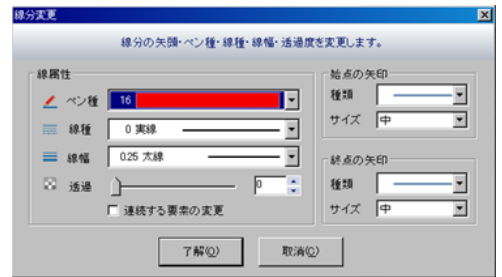 線分変更
線分の矢頭・ペン種・線種・線幅・透過度を変更します。
線属性
ペン種 16
線種 0 実線
線幅 0.25 太線
透過 0
連続する要素の変更
始点の矢印
種類
サイズ 中
終点の矢印
種類
サイズ 中
了解(O) 取消(C)